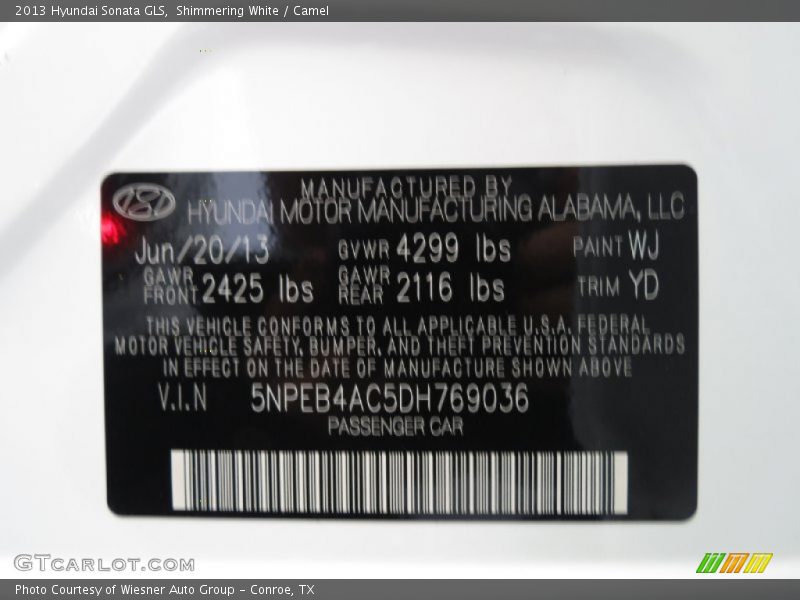 2013 Hyundai Sonata GLS,  Shimmering White / Camel
MANUFACTURED BY
HYUNDAI MOTOR MANUFACTURING ALABAMA, LLC
Jun/20/13 GVWR 4299 lbs PAINT WJ
GAWR FRONT 2425 lbs GAWR REAR 2116 lbs TRIM YD
THIS VEHICLE CONFORMS TO ALL APPLICABLE U.S.A. FEDERAL
MOTOR VEHICLE SAFETY, BUMPER, AND THEFT PREVENTION STANDARDS
IN EFFECT ON THE DATE OF MANUFACTURE SHOWN ABOVE
V.I.N 5NPEB4AC5DH769036
PASSENGER CAR
GTCARLOT.COM
Photo Courtesy of Wiesner Auto Group – Conroe, TX